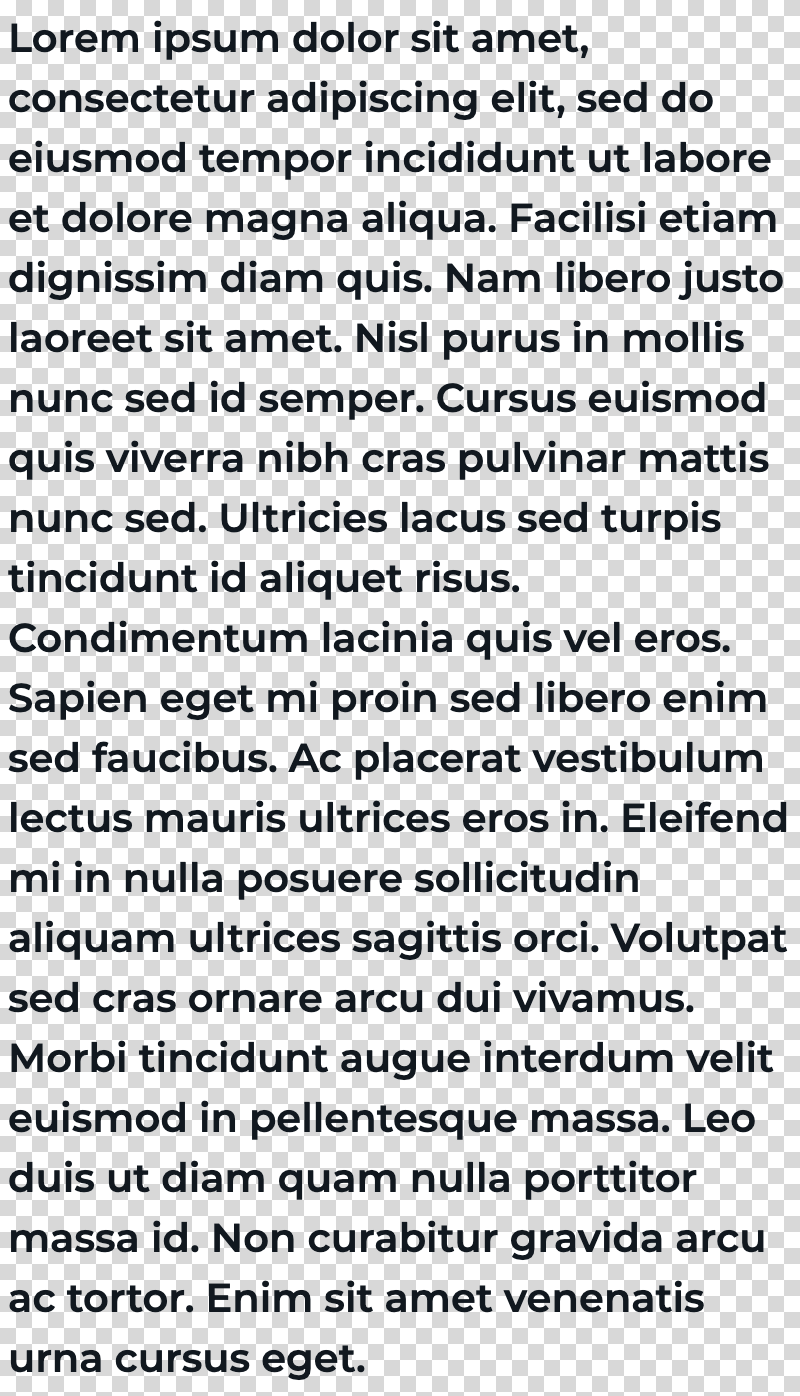 Lorem ipsum dolor sit amet,
consectetur adipiscing elit, sed do
eiusmod tempor incididunt ut labore
et dolore magna aliqua. Facilisi etiam
dignissim diam quis. Nam libero justo
laoreet sit amet. Nisl purus in mollis
nunc sed id semper. Cursus euismod
quis viverra nibh cras pulvinar mattis
nunc sed. Ultricies lacus sed turpis
tincidunt id aliquet risus.
Condimentum lacinia quis vel eros.
Sapien eget mi proin sed libero enim
sed faucibus. Ac placerat vestibulum
lectus mauris ultrices eros in. Eleifend
mi in nulla posuere sollicitudin
aliquam ultrices sagittis orci. Volutpat
sed cras ornare arcu dui vivamus.
Morbi tincidunt augue interdum velit
euismod in pellentesque massa. Leo
duis ut diam quam nulla porttitor
massa id. Non curabitur gravida arcu
ac tortor. Enim sit amet venenatis
urna cursus eget.